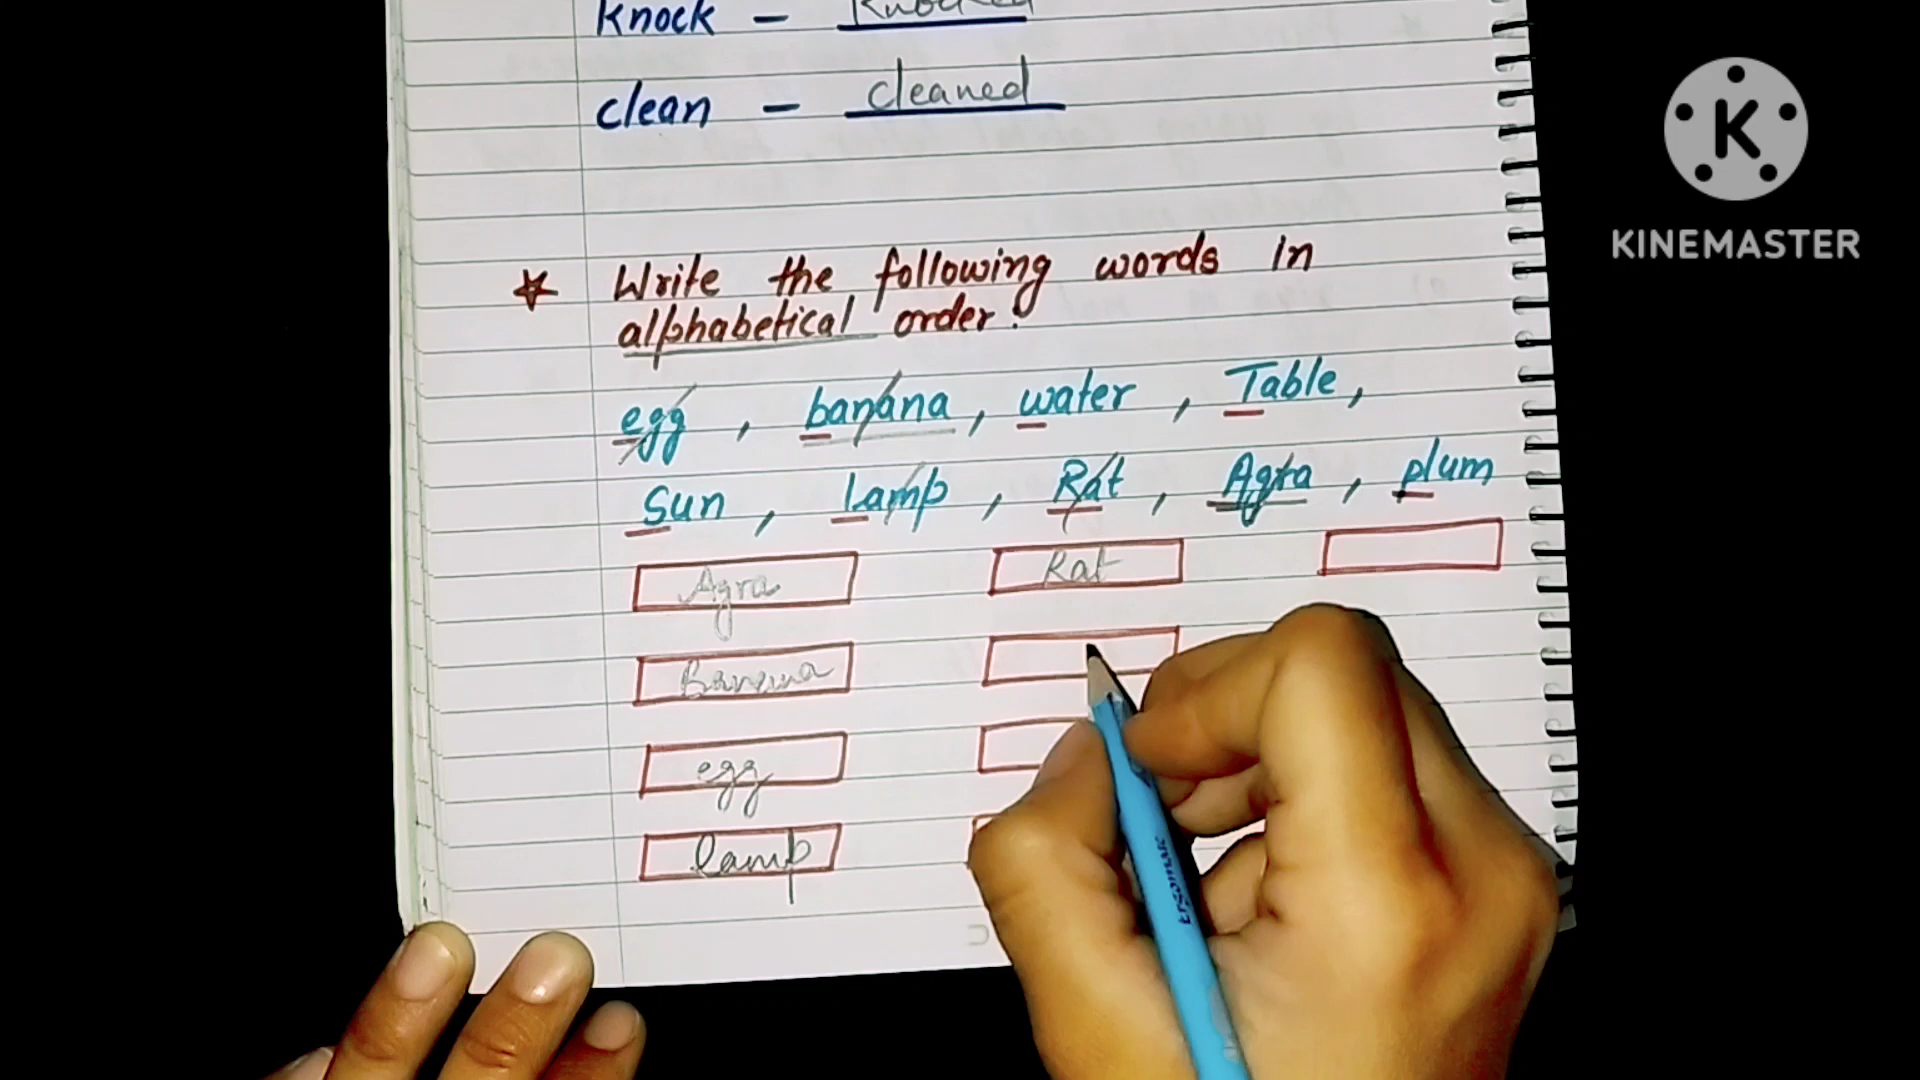 Knock - Knocked
clean - cleaned
K
KINEMASTER
☆ Write the following words in
alphabetical order:
egg, banana, water, Table,
Sun, lamp, Rat, Agra, plum
Agra Rat
Banana
egg
lamp